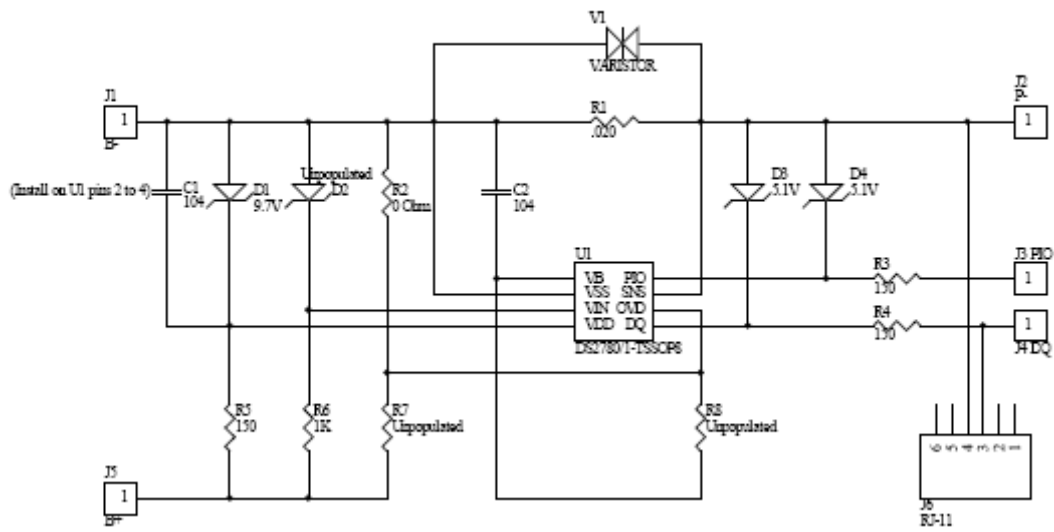 V1
VARISTOR
J1
1
B-
R1
.020
J2
P-
1
(Install on U1 pins 2 to 4)
C1
104
D1
9.7V
Unpopulated
D2
R2
0 Ohm
C2
104
D3
5.1V
D4
5.1V
U1
VB PIO
VSS SNS
VIN OVD
VDD DQ
DS2780/1-TSSOP8
R3
150
J3 PIO
1
R4
150
1
J4 DQ
R5
150
R6
1K
R7
Unpopulated
R8
Unpopulated
6 5 4 3 2 1
J6
RJ-11
J5
1
B+